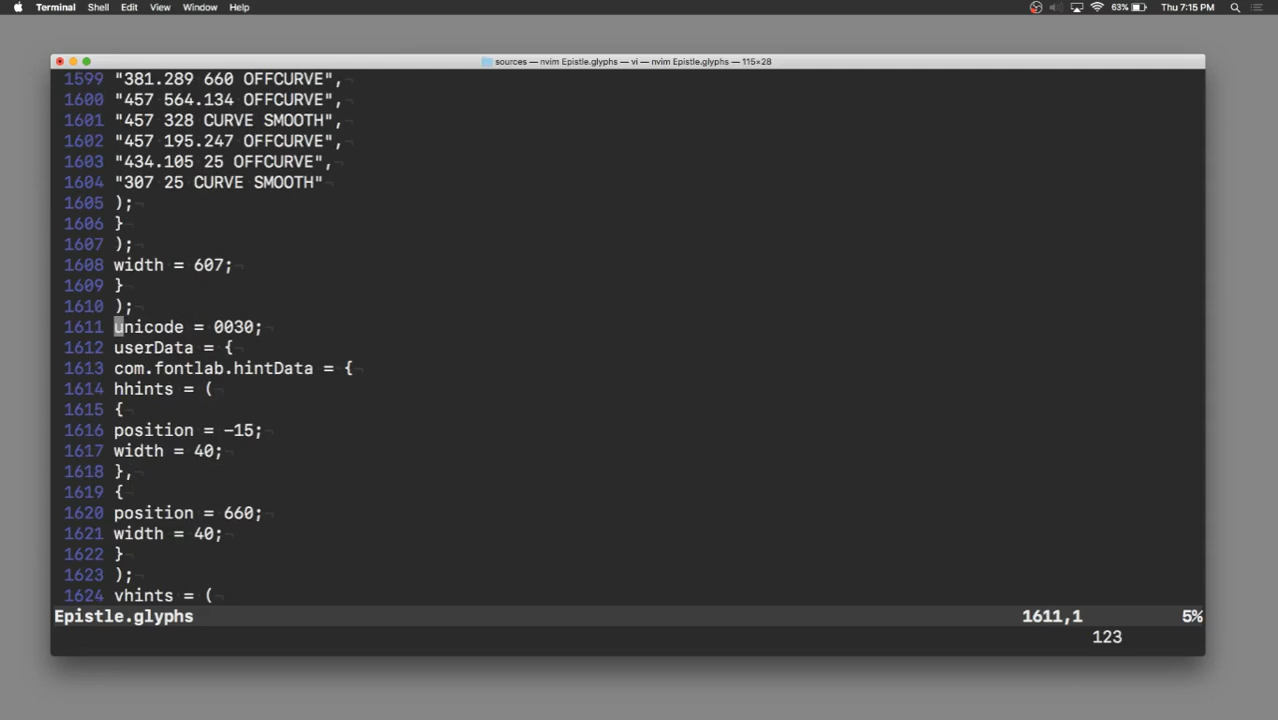 Terminal Shell Edit View Window Help 63% Thu 7:15 PM
sources — nvim Epistle.glyphs — vi — nvim Epistle.glyphs — 115×28
1599 "381.289 660 OFFCURVE",¬
1600 "457 564.134 OFFCURVE",¬
1601 "457 328 CURVE SMOOTH",¬
1602 "457 195.247 OFFCURVE",¬
1603 "434.105 25 OFFCURVE",¬
1604 "307 25 CURVE SMOOTH"¬
1605 );¬
1606 }¬
1607 );¬
1608 width = 607;¬
1609 }¬
1610 );¬
1611 unicode = 0030;¬
1612 userData = {¬
1613 com.fontlab.hintData = {¬
1614 hhints = (¬
1615 {¬
1616 position = -15;¬
1617 width = 40;¬
1618 },¬
1619 {¬
1620 position = 660;¬
1621 width = 40;¬
1622 }¬
1623 );¬
1624 vhints = (¬
Epistle.glyphs 1611,1 5%
123